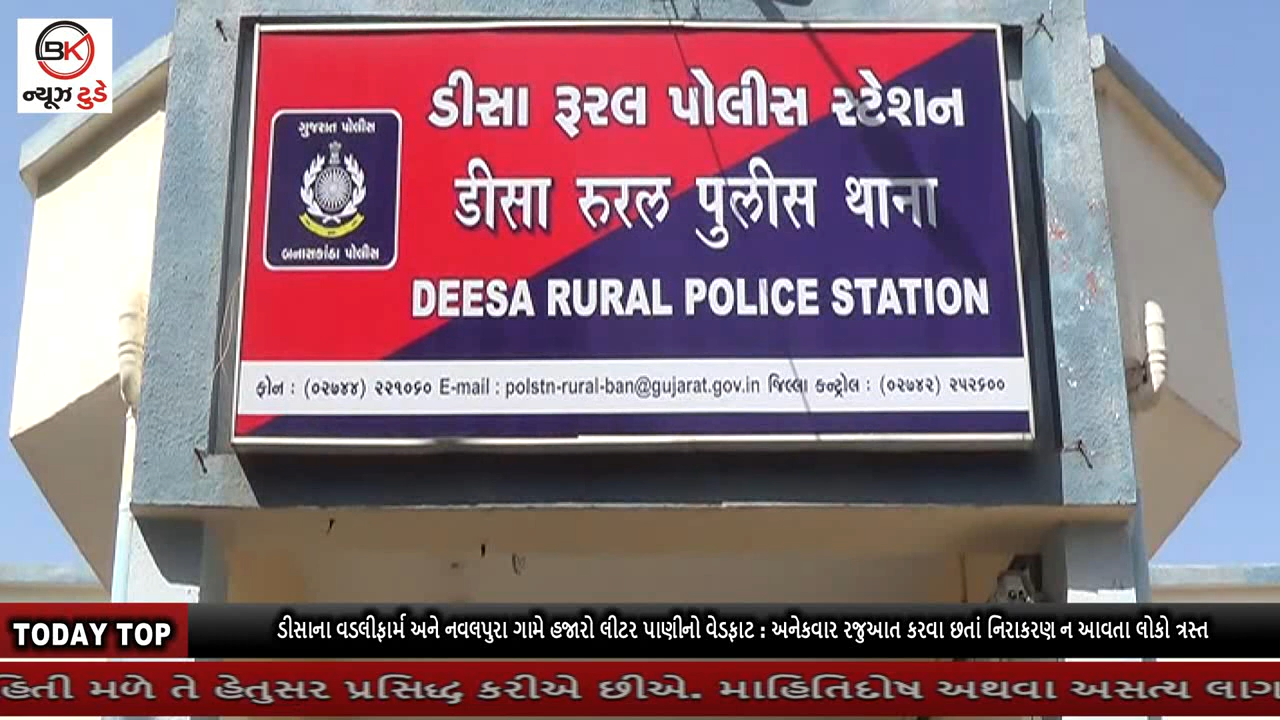 BK
ન્યૂઝ ટુડે
ડીસા રૂરલ પોલીસ સ્ટેશન
ગુજરાત પોલીસ
બનાસકાંઠા પોલીસ
डीसा रुरल पुलीस थाना
DEESA RURAL POLICE STATION
ફોન : (૦૨૭૪૪) ૨૨૧૦૬૦ E-mail : polstn-rural-ban@gujarat.gov.in જિલ્લા કન્ટ્રોલ : (૦૨૭૪૨) ૨૫૨૬૦૦
TODAY TOP ડીસાના વડલીફાર્મ અને નવલપુરા ગામે હજારો લીટર પાણીનો વેડફાટ : અનેકવાર રજુઆત કરવા છતાં નિરાકરણ ન આવતા લોકો ત્રસ્ત
હિતી મળે તે હેતુસર પ્રસિદ્ધ કરીએ છીએ. માહિતિદોષ અથવા અસત્ય લાગ